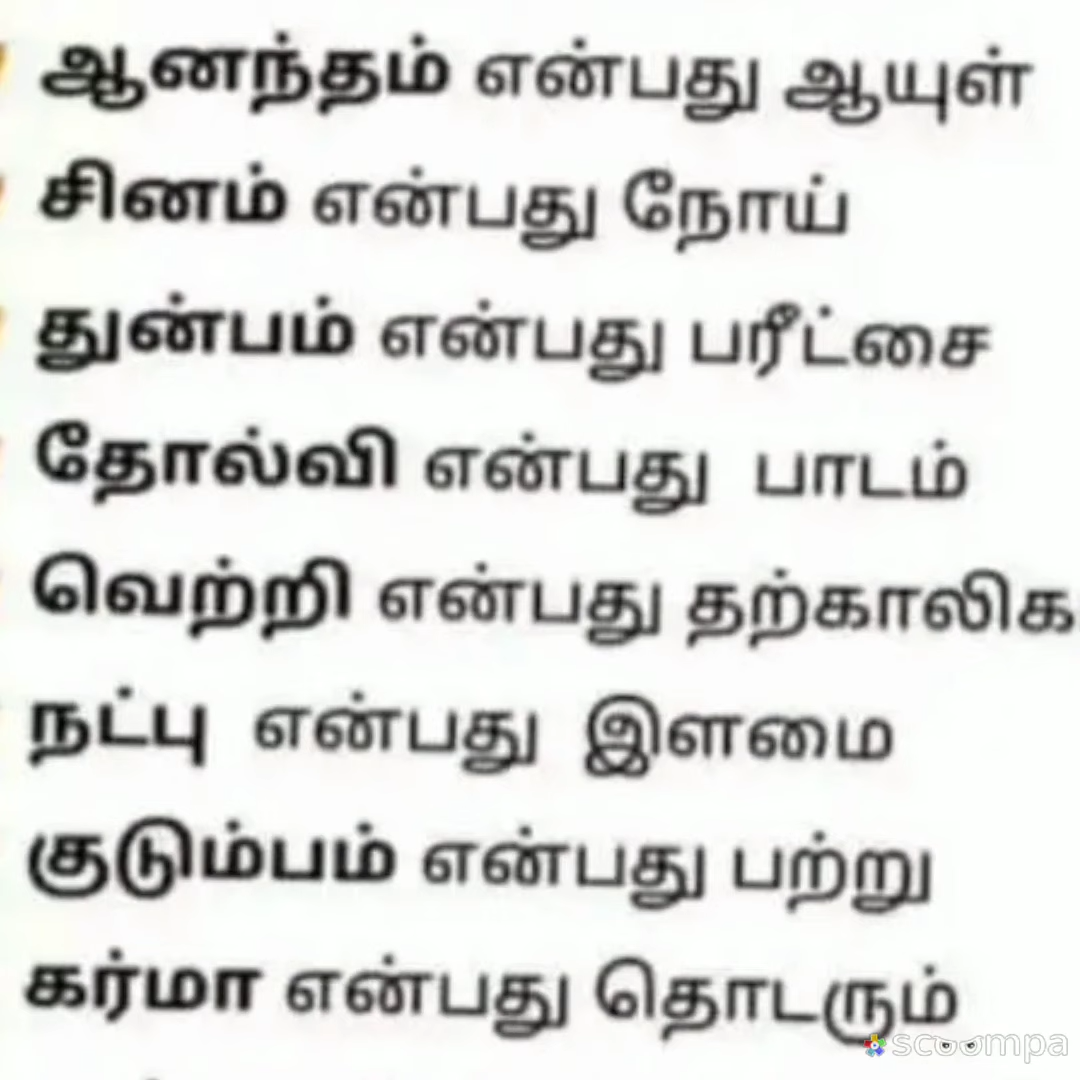 ஆனந்தம் என்பது ஆயுள்
சினம் என்பது நோய்
துன்பம் என்பது பரீட்சை
தோல்வி என்பது பாடம்
வெற்றி என்பது தற்காலிக
நட்பு என்பது இளமை
குடும்பம் என்பது பற்று
கர்மா என்பது தொடரும்
scoompa